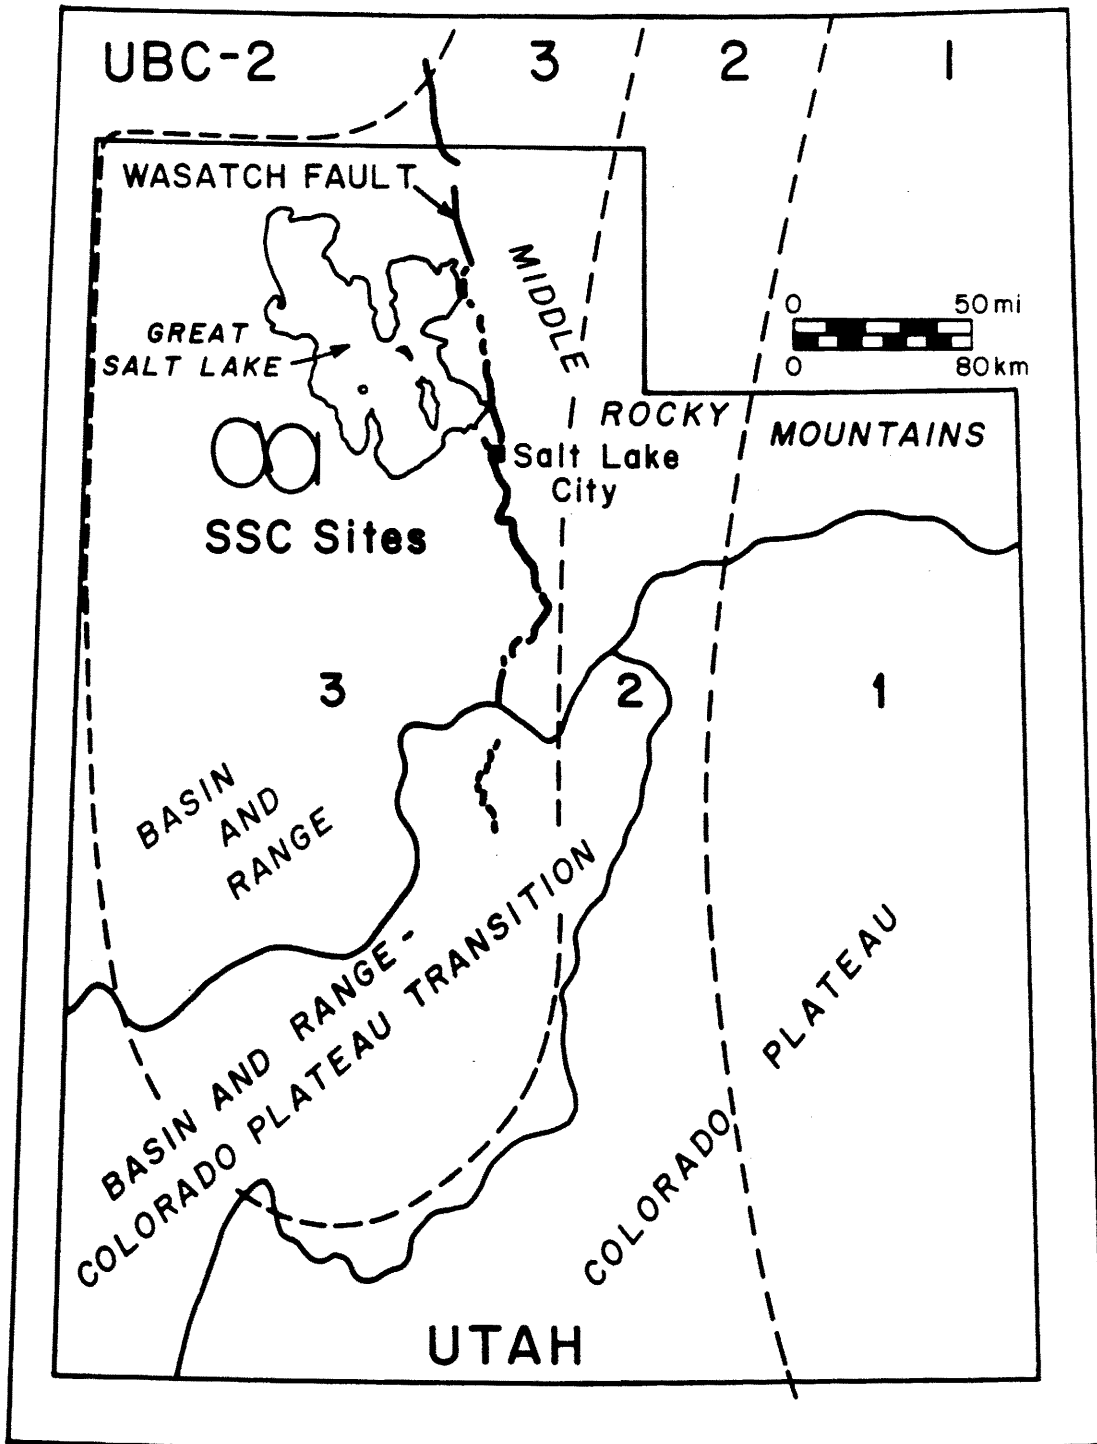 UBC-2
3
2
1
WASATCH FAULT
MIDDLE
0
50 mi
0
80 km
GREAT
SALT LAKE
ROCKY
MOUNTAINS
Salt Lake
City
SSC Sites
3
2
1
BASIN
AND
RANGE
BASIN AND RANGE-
COLORADO PLATEAU TRANSITION
COLORADO PLATEAU
UTAH